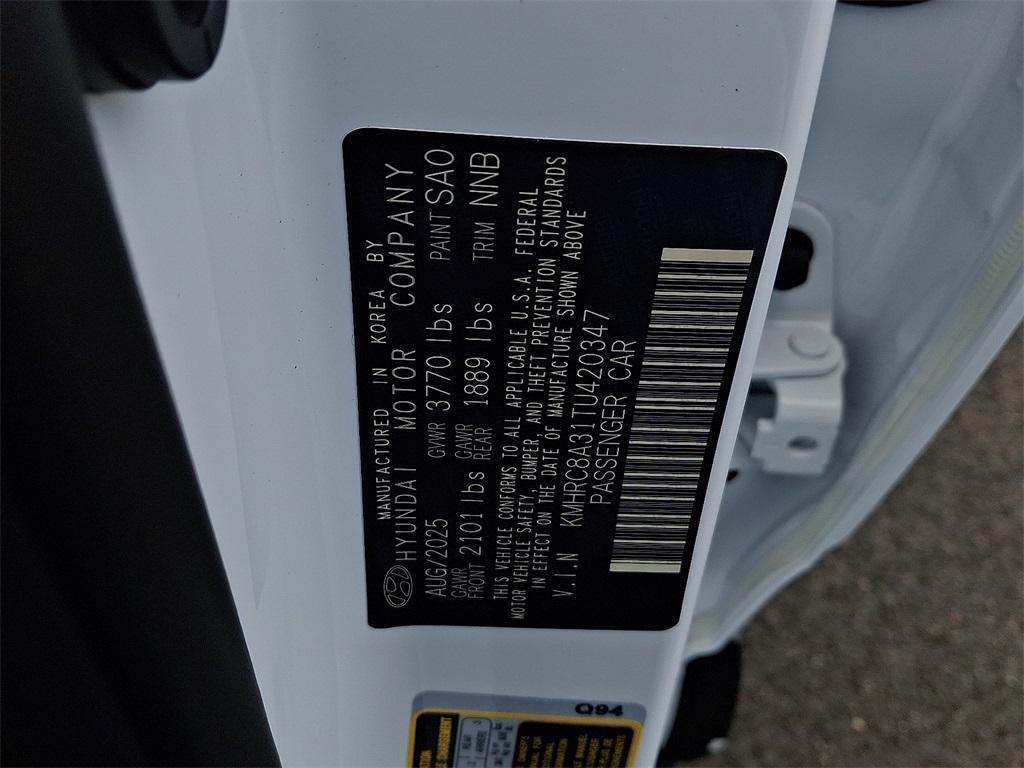 MANUFACTURED IN KOREA BY
HYUNDAI MOTOR COMPANY
AUG/2025 GVWR 3770 lbs PAINT SAO
GAWR FRONT 2101 lbs GAWR REAR 1889 lbs TRIM NNB
THIS VEHICLE CONFORMS TO ALL APPLICABLE U.S.A. FEDERAL
MOTOR VEHICLE SAFETY, BUMPER, AND THEFT PREVENTION STANDARDS
IN EFFECT ON THE DATE OF MANUFACTURE SHOWN ABOVE
V.I.N KMHRC8A31TU420347
PASSENGER CAR
Q94
REAR
ARRIERE